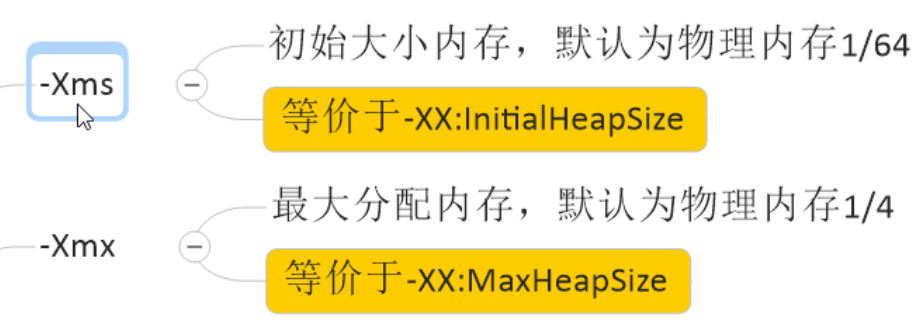 -Xms
初始大小内存，默认为物理内存1/64
等价于-XX:InitialHeapSize
-Xmx
最大分配内存，默认为物理内存1/4
等价于-XX:MaxHeapSize